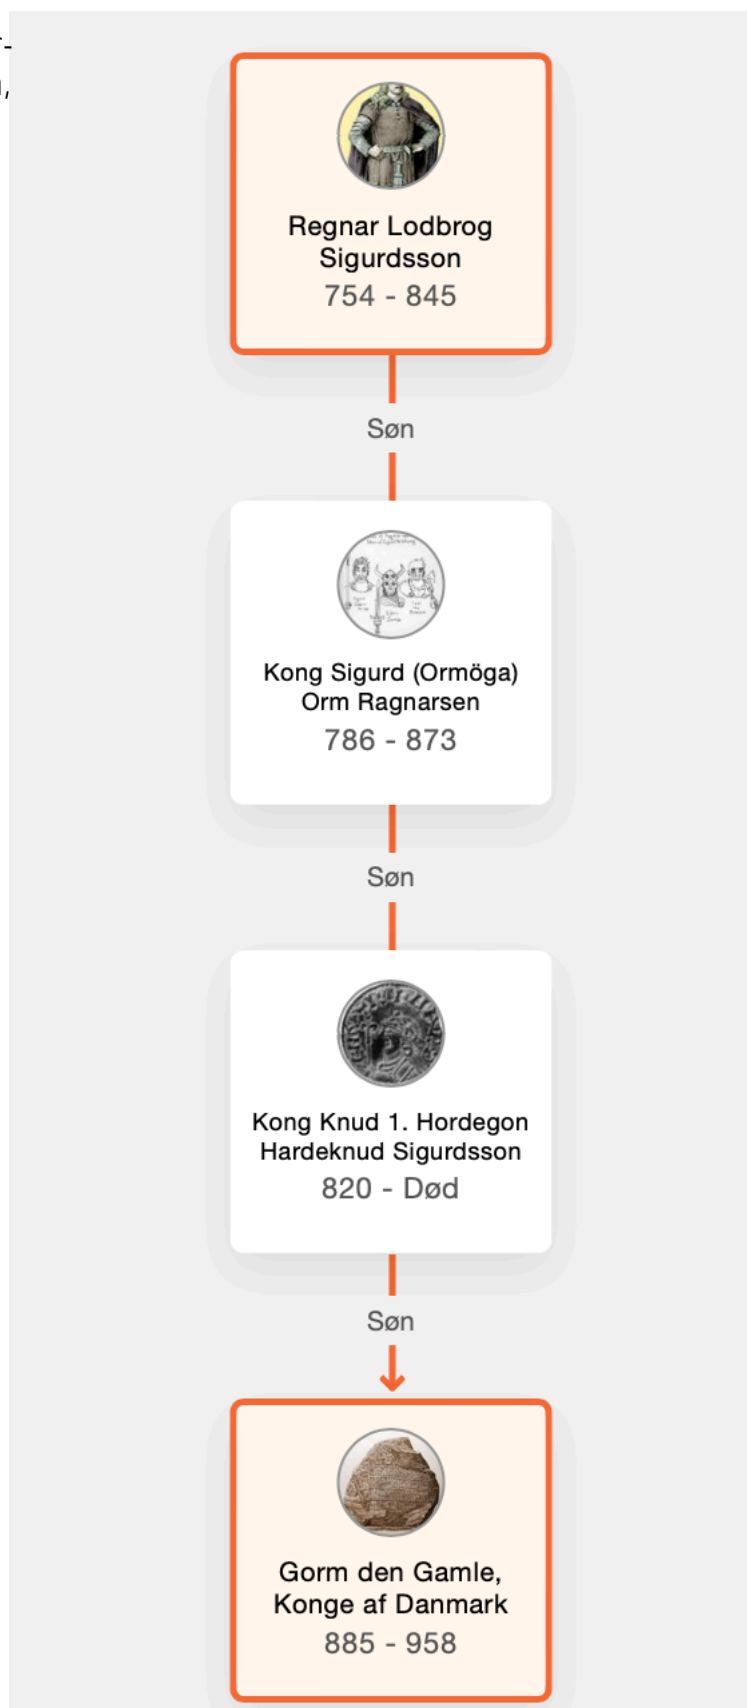 Regnar Lodbrog
Sigurdsson
754 - 845
Søn
Kong Sigurd (Ormöga)
Orm Ragnarsen
786 - 873
Søn
Kong Knud 1. Hordegon
Hardeknud Sigurdsson
820 - Død
Søn
Gorm den Gamle,
Konge af Danmark
885 - 958